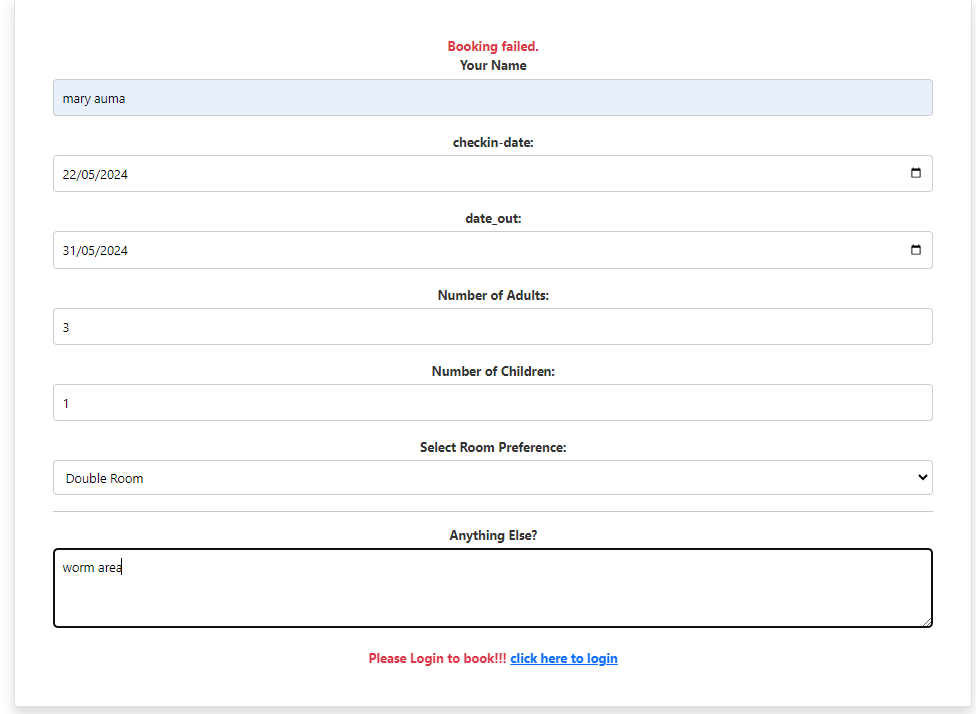 Booking failed.
Your Name
mary auma
checkin-date:
22/05/2024
date_out:
31/05/2024
Number of Adults:
3
Number of Children:
1
Select Room Preference:
Double Room
Anything Else?
worm area
Please Login to book!!! click here to login